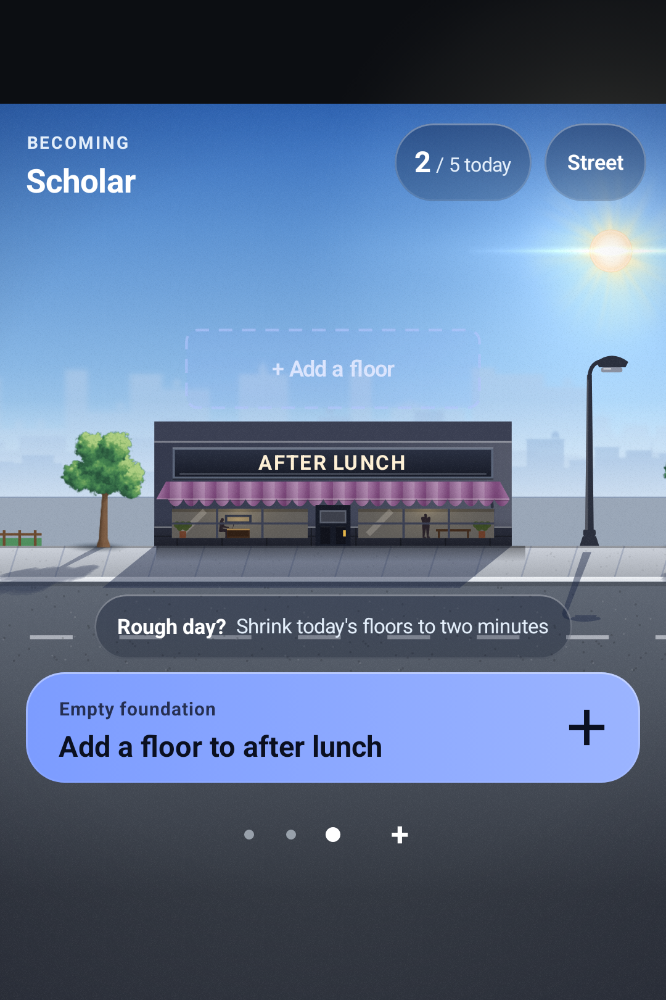 BECOMING
Scholar
2 / 5 today
Street
+ Add a floor
AFTER LUNCH
Rough day? Shrink today's floors to two minutes
Empty foundation
Add a floor to after lunch
+
+